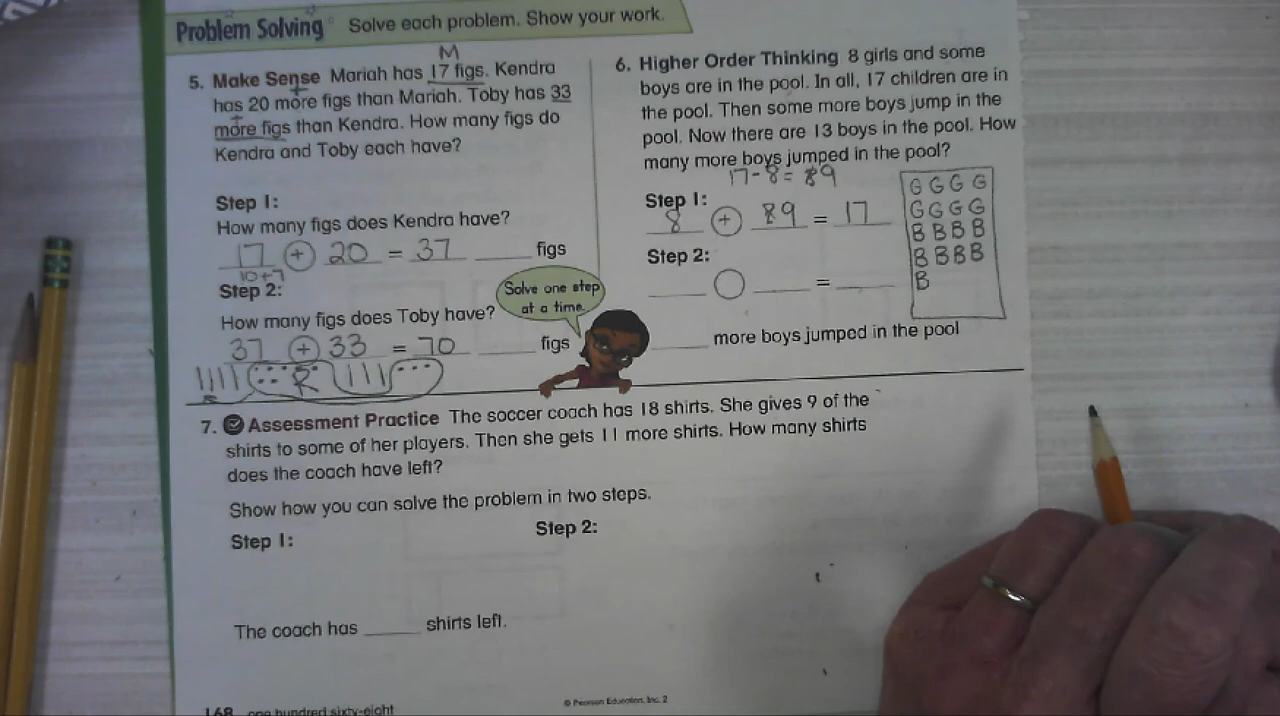 Problem Solving Solve each problem. Show your work.
M
5. Make Sense Mariah has 17 figs. Kendra
+
has 20 more figs than Mariah. Toby has 33
+
more figs than Kendra. How many figs do
Kendra and Toby each have?
Step 1:
How many figs does Kendra have?
17 + 20 = 37 ____ figs
10+7
Step 2:
How many figs does Toby have?
37 + 33 = 70 ____ figs
R
Solve one step
at a time.
6. Higher Order Thinking 8 girls and some
boys are in the pool. In all, 17 children are in
the pool. Then some more boys jump in the
pool. Now there are 13 boys in the pool. How
many more boys jumped in the pool?
17-8= 89
Step 1:
8 + 89 = 17
G G G G
G G G G
B B B B
B B B B
B
Step 2:
____ ◯ ____ = ____
____ more boys jumped in the pool
7. Assessment Practice The soccer coach has 18 shirts. She gives 9 of the
shirts to some of her players. Then she gets 11 more shirts. How many shirts
does the coach have left?
Show how you can solve the problem in two steps.
Step 1:
Step 2:
The coach has ____ shirts left.
168 one hundred sixty-eight
© Pearson Education, Inc. 2